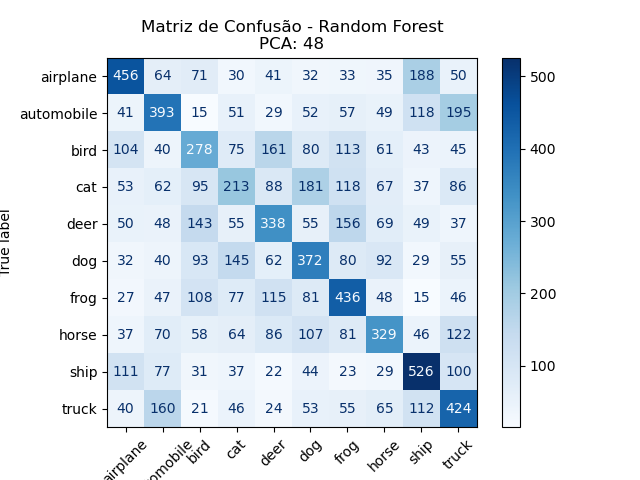 Matriz de Confusão - Random Forest
PCA: 48
airplane 456 64 71 30 41 32 33 35 188 50
automobile 41 393 15 51 29 52 57 49 118 195
bird 104 40 278 75 161 80 113 61 43 45
cat 53 62 95 213 88 181 118 67 37 86
deer 50 48 143 55 338 55 156 69 49 37
dog 32 40 93 145 62 372 80 92 29 55
frog 27 47 108 77 115 81 436 48 15 46
horse 37 70 58 64 86 107 81 329 46 122
ship 111 77 31 37 22 44 23 29 526 100
truck 40 160 21 46 24 53 55 65 112 424
True label
airplane omobile bird cat deer dog frog horse ship truck
500
400
300
200
100